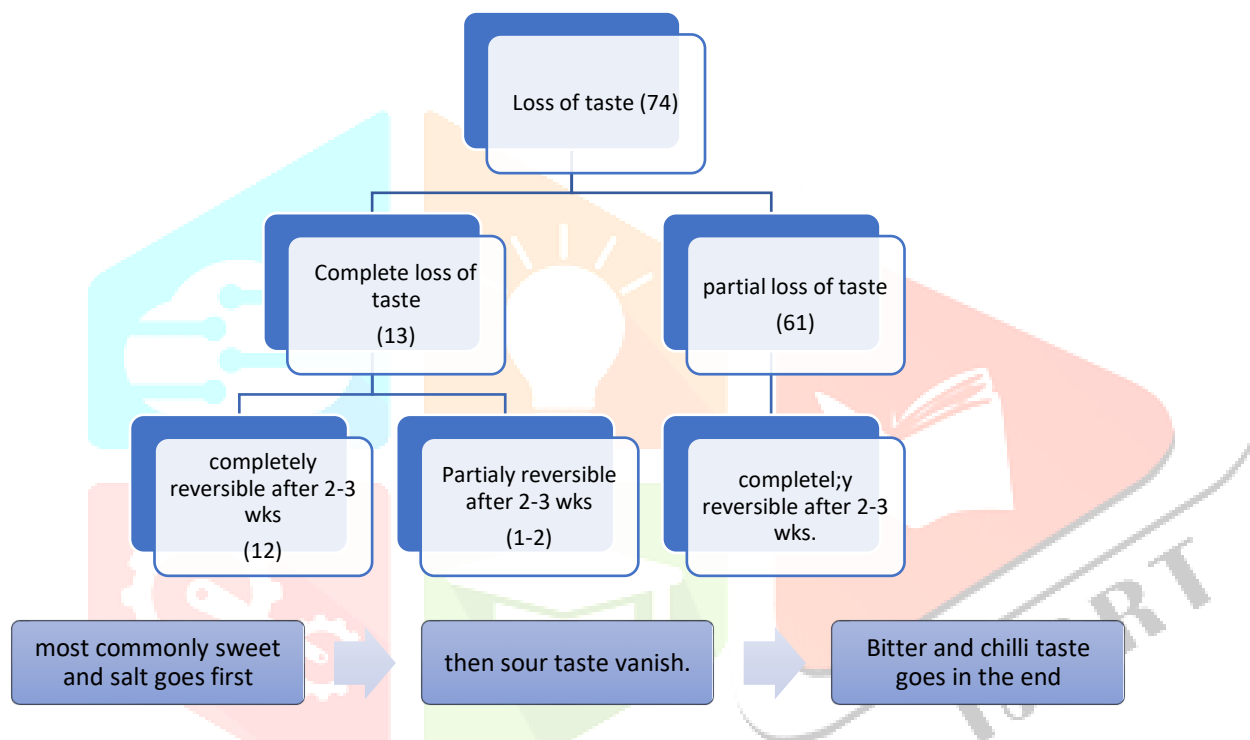 Loss of taste (74)
Complete loss of
taste
(13)
partial loss of taste
(61)
completely
reversible after 2-3
wks
(12)
Partialy reversible
after 2-3 wks
(1-2)
completel;y
reversible after 2-3
wks.
most commonly sweet
and salt goes first
then sour taste vanish.
Bitter and chilli taste
goes in the end